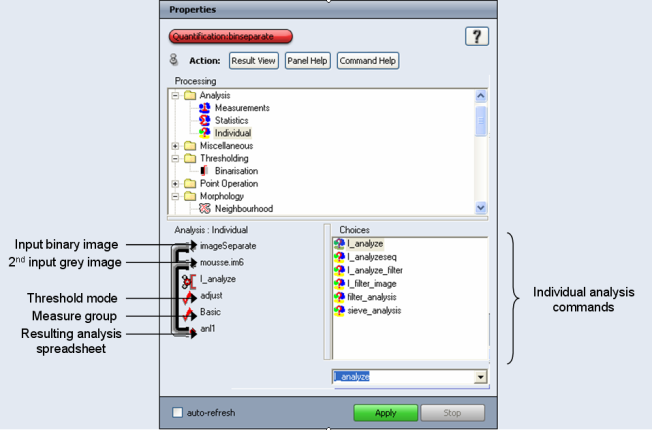 Properties
Quantification:binseparate
?
Action: Result View Panel Help Command Help
Processing
Analysis
Measurements
Statistics
Individual
Miscellaneous
Thresholding
Binarisation
Point Operation
Morphology
Neighbourhood
Analysis : Individual
Input binary image
imageSeparate
2nd input grey image
mousse.im6
I_analyze
Threshold mode
adjust
Measure group
Basic
Resulting analysis
spreadsheet
anl1
Choices
I_analyze
I_analyzeseq
I_analyze_filter
I_filter_image
filter_analysis
sieve_analysis
I_analyze
Individual analysis
commands
auto-refresh
Apply
Stop